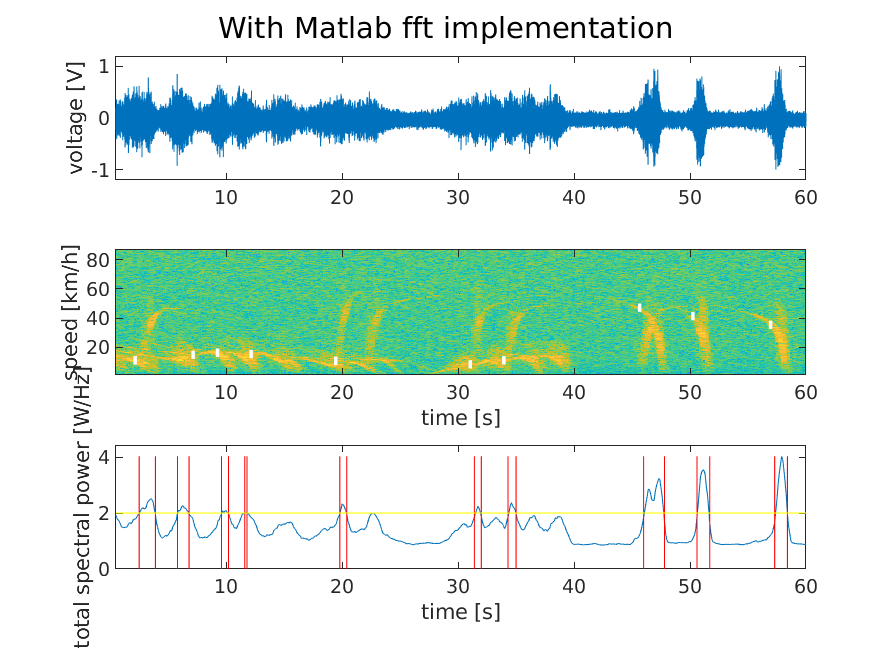 With Matlab fft implementation
voltage [V]
1
0
-1
10 20 30 40 50 60
speed [km/h]
80
60
40
20
10 20 30 40 50 60
time [s]
total spectral power [W/Hz]
4
2
0
10 20 30 40 50 60
time [s]